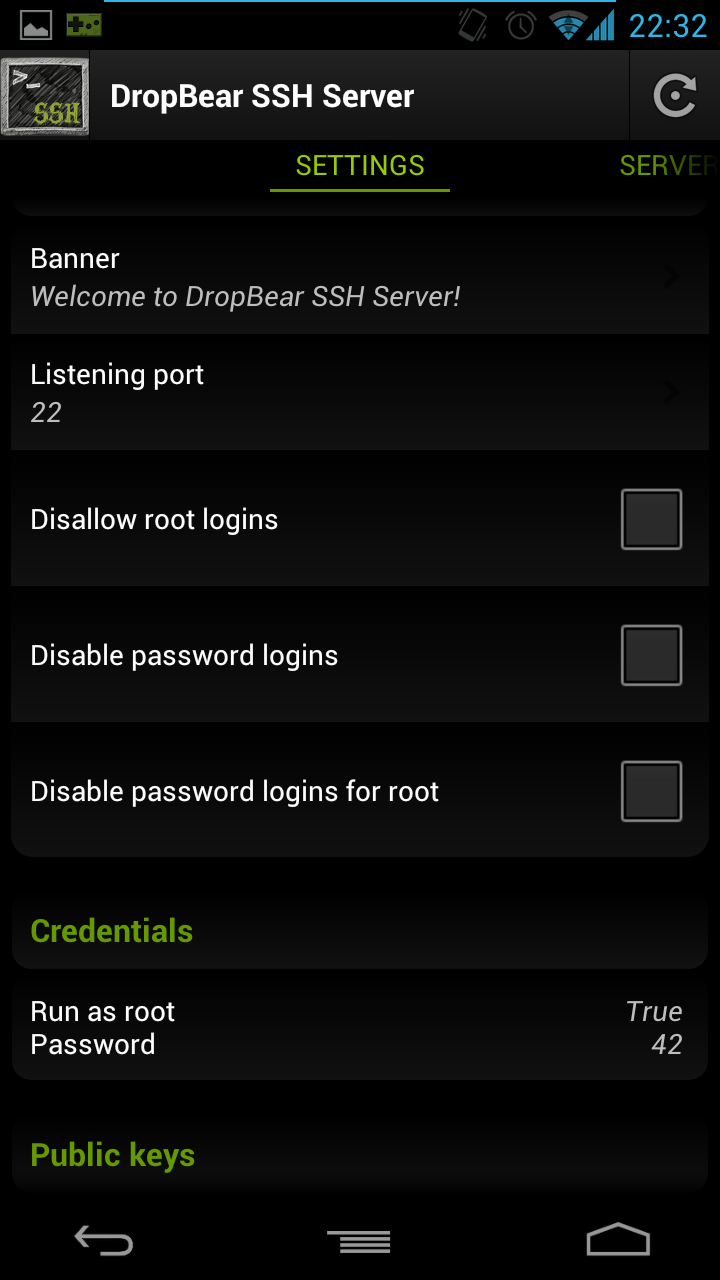 22:32
>_
SSH
DropBear SSH Server
SETTINGS
SERVER
Banner
Welcome to DropBear SSH Server!
Listening port
22
Disallow root logins
Disable password logins
Disable password logins for root
Credentials
Run as root True
Password 42
Public keys